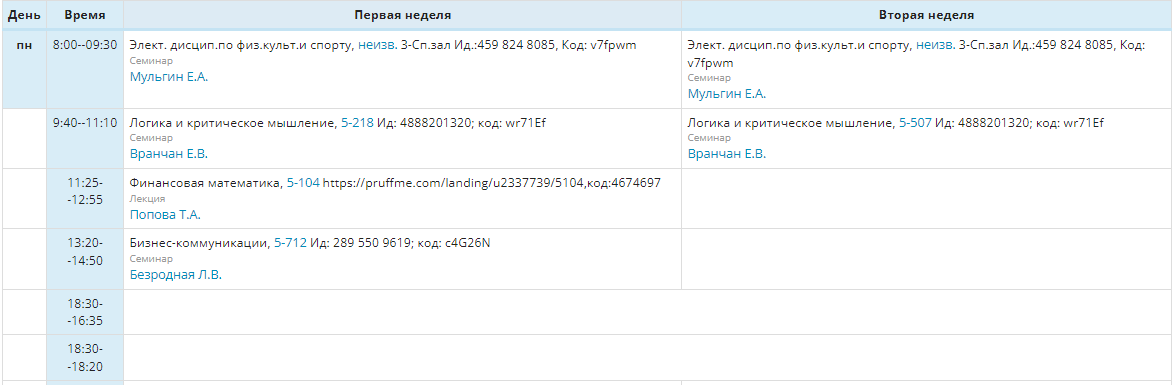 День Время Первая неделя Вторая неделя
пн 8:00--09:30 Элект. дисцип.по физ.культ.и спорту, неизв. 3-Сп.зал Ид.:459 824 8085, Код: v7fpwm
Семинар
Мульгин Е.А.
Элект. дисцип.по физ.культ.и спорту, неизв. 3-Сп.зал Ид.:459 824 8085, Код:
v7fpwm
Семинар
Мульгин Е.А.
9:40--11:10 Логика и критическое мышление, 5-218 Ид: 4888201320; код: wr71Ef
Семинар
Вранчан Е.В.
Логика и критическое мышление, 5-507 Ид: 4888201320; код: wr71Ef
Семинар
Вранчан Е.В.
11:25-
-12:55
Финансовая математика, 5-104 https://pruffme.com/landing/u2337739/5104,код:4674697
Лекция
Попова Т.А.
13:20-
-14:50
Бизнес-коммуникации, 5-712 Ид: 289 550 9619; код: c4G26N
Семинар
Безродная Л.В.
18:30-
-16:35
18:30-
-18:20